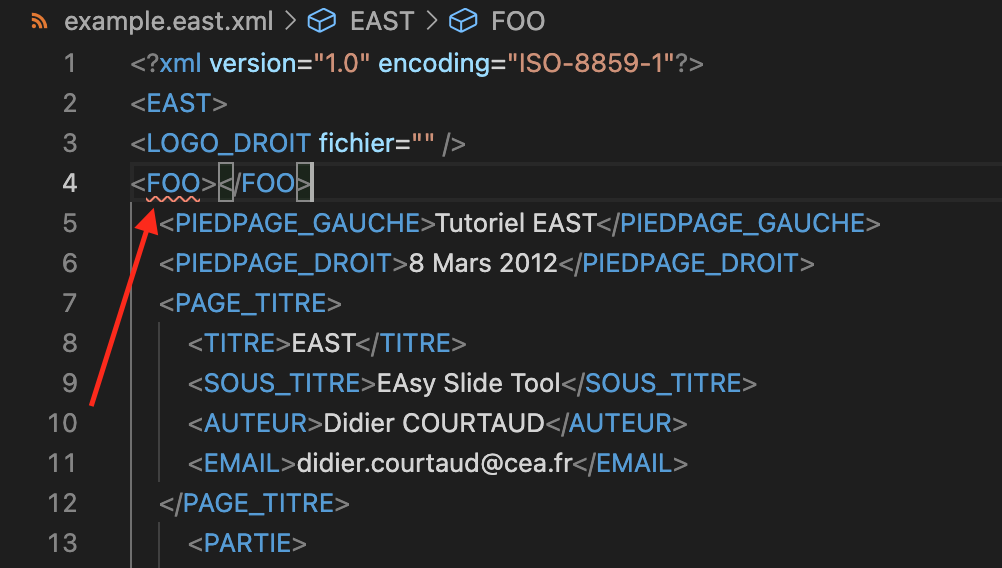 example.east.xml > EAST > FOO
1 <?xml version="1.0" encoding="ISO-8859-1"?>
2 <EAST>
3 <LOGO_DROIT fichier="" />
4 <FOO></FOO>
5 <PIEDPAGE_GAUCHE>Tutoriel EAST</PIEDPAGE_GAUCHE>
6 <PIEDPAGE_DROIT>8 Mars 2012</PIEDPAGE_DROIT>
7 <PAGE_TITRE>
8 <TITRE>EAST</TITRE>
9 <SOUS_TITRE>EAsy Slide Tool</SOUS_TITRE>
10 <AUTEUR>Didier COURTAUD</AUTEUR>
11 <EMAIL>didier.courtaud@cea.fr</EMAIL>
12 </PAGE_TITRE>
13 <PARTIE>